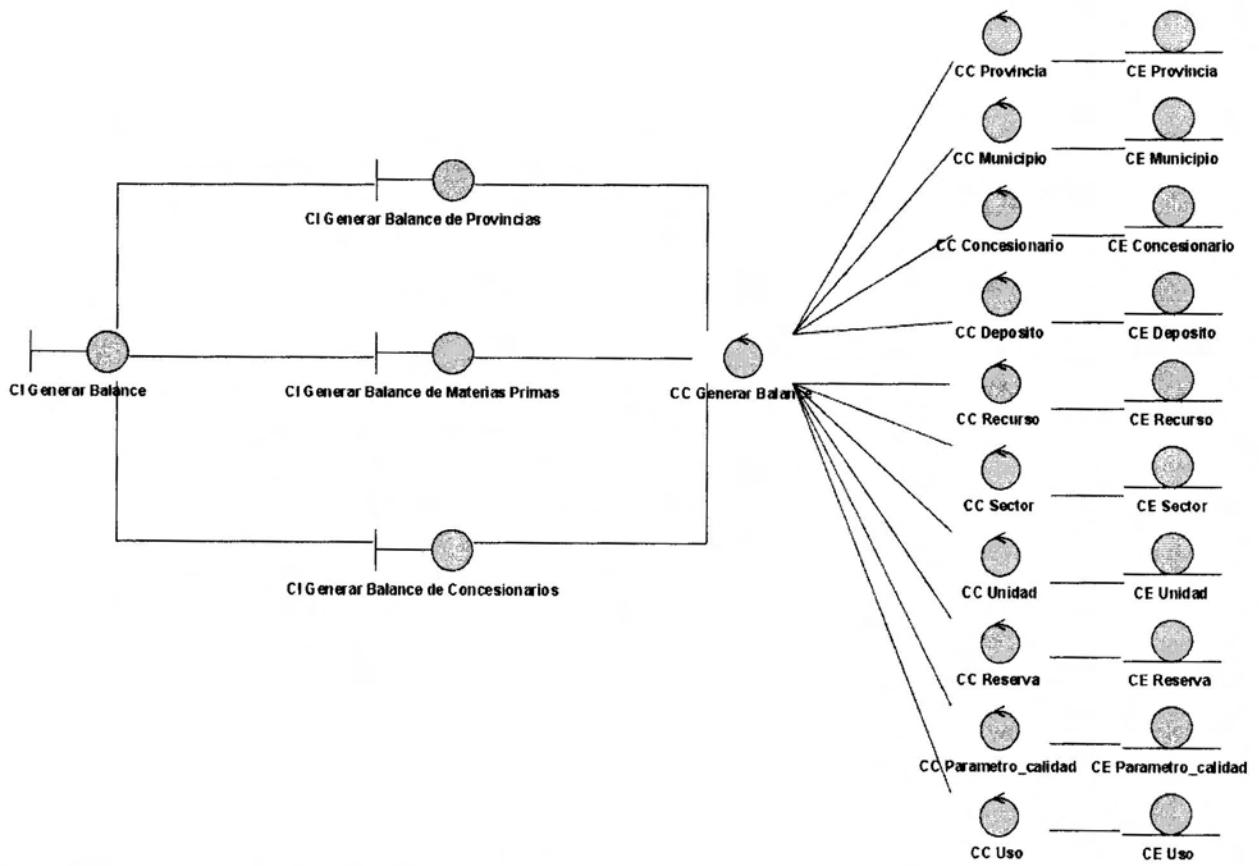 CC Provincia
CE Provincia
CC Municipio
CE Municipio
CI Generar Balance de Provincias
CC Concesionario
CE Concesionario
CC Deposito
CE Deposito
CI Generar Balance
CI Generar Balance de Materias Primas
CC Generar Balance
CC Recurso
CE Recurso
CC Sector
CE Sector
CI Generar Balance de Concesionarios
CC Unidad
CE Unidad
CC Reserva
CE Reserva
CC Parametro_calidad
CE Parametro_calidad
CC Uso
CE Uso